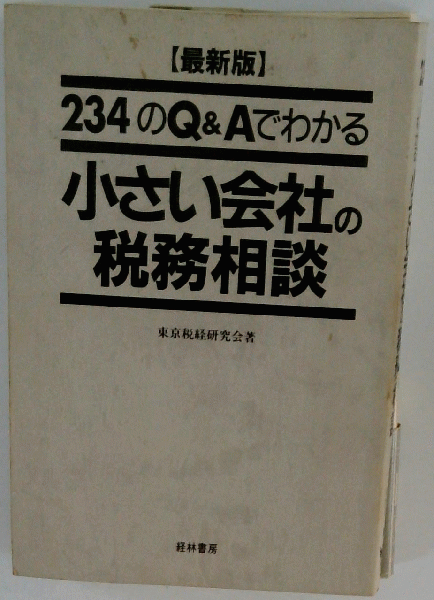 【最新版】
234のQ&Aでわかる
小さい会社の
税務相談
東京税経研究会著
経林書房